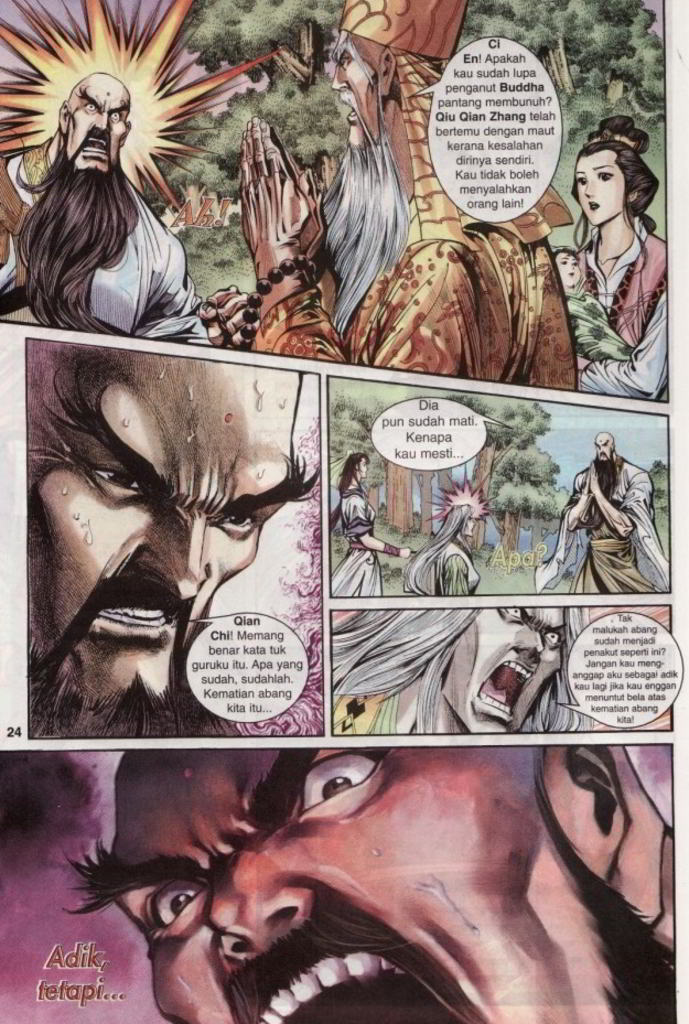 Ci
En! Apakah
kau sudah lupa
penganut Buddha
pantang membunuh?
Qiu Qian Zhang telah
bertemu dengan maut
kerana kesalahan
dirinya sendiri.
Kau tidak boleh
menyalahkan
orang lain!
Ah!
Dia
pun sudah mati.
Kenapa
kau mesti...
Apa?
Qian
Chi! Memang
benar kata tuk
guruku itu. Apa yang
sudah, sudahlah.
Kematian abang
kita itu...
Tak
malukah abang
sudah menjadi
penakut seperti ini?
Jangan kau meng-
anggap aku sebagai adik
kau lagi jika kau enggan
menuntut bela atas
kematian abang
kita!
24
Adik,
tetapi...